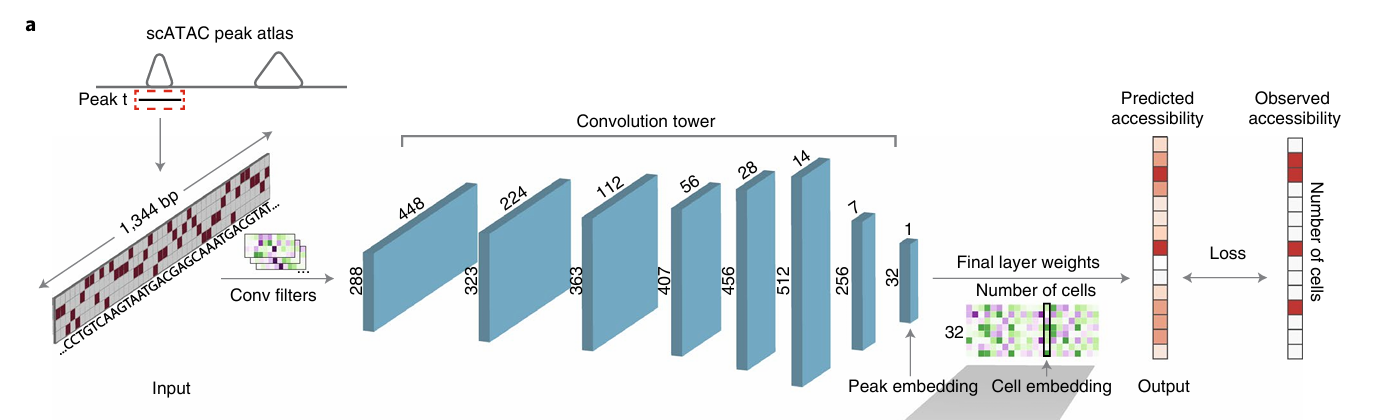 a
scATAC peak atlas
Peak t
1,344 bp
...CCTGTCAAGTAATGACGAGCAAATGACGTAT...
Input
...
Conv filters
Convolution tower
448
288
224
323
112
363
56
407
28
456
14
512
7
256
1
32
Peak embedding
Final layer weights
Number of cells
32
Cell embedding
Predicted
accessibility
Output
Loss
Observed
accessibility
Number of cells